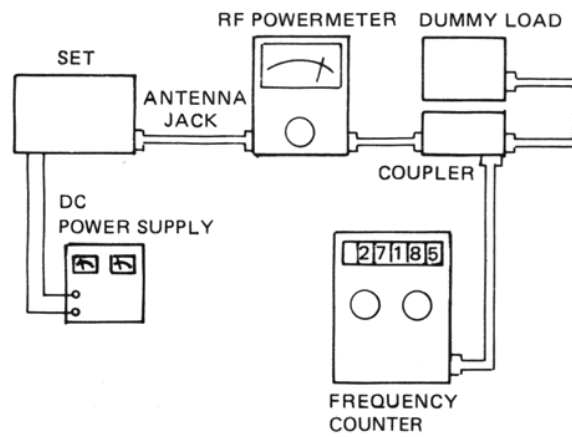 RF POWERMETER
DUMMY LOAD
SET
ANTENNA
JACK
COUPLER
DC
POWER SUPPLY
27185
FREQUENCY
COUNTER